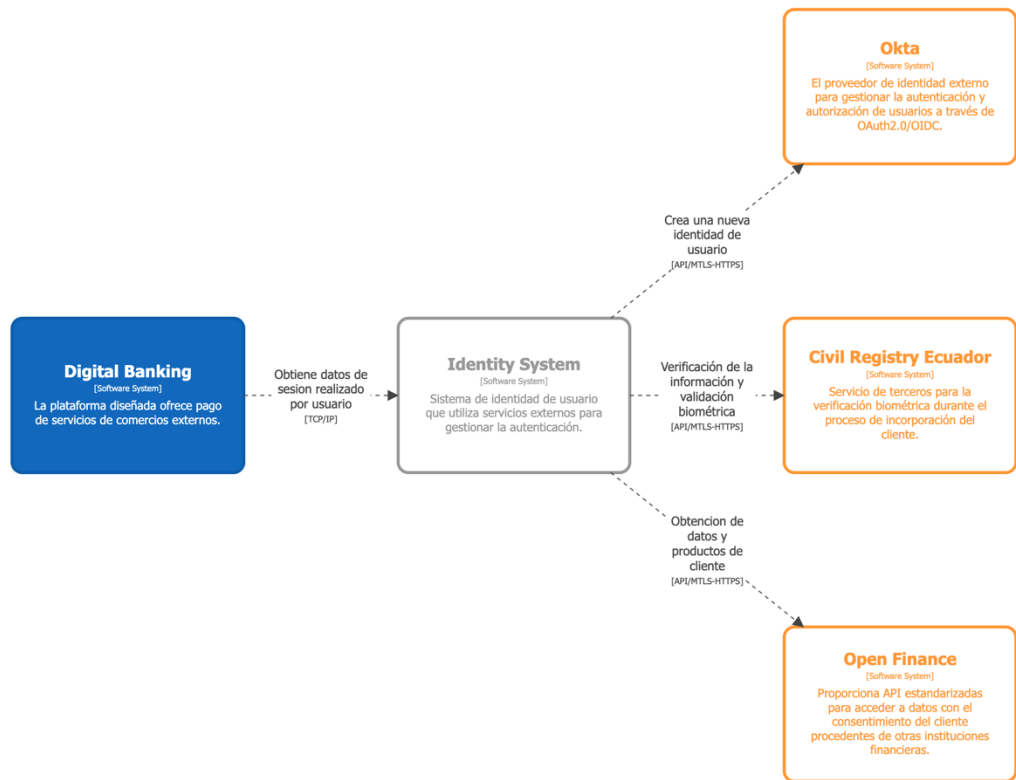 Okta
[Software System]
El proveedor de identidad externo
para gestionar la autenticación y
autorización de usuarios a través de
OAuth2.0/OIDC.
Crea una nueva
identidad de
usuario
[API/MTLS-HTTPS]
Digital Banking
[Software System]
La plataforma diseñada ofrece pago
de servicios de comercios externos.
Obtiene datos de
sesion realizado
por usuario
[TCP/IP]
Identity System
[Software System]
Sistema de identidad de usuario
que utiliza servicios externos para
gestionar la autenticación.
Verificación de la
información y
validación
biométrica
[API/MTLS-HTTPS]
Civil Registry Ecuador
[Software System]
Servicio de terceros para la
verificación biométrica durante el
proceso de incorporación del
cliente.
Obtencion de
datos y
productos de
cliente
[API/MTLS-HTTPS]
Open Finance
[Software System]
Proporciona API estandarizadas
para acceder a datos con el
consentimiento del cliente
procedentes de otras instituciones
financieras.